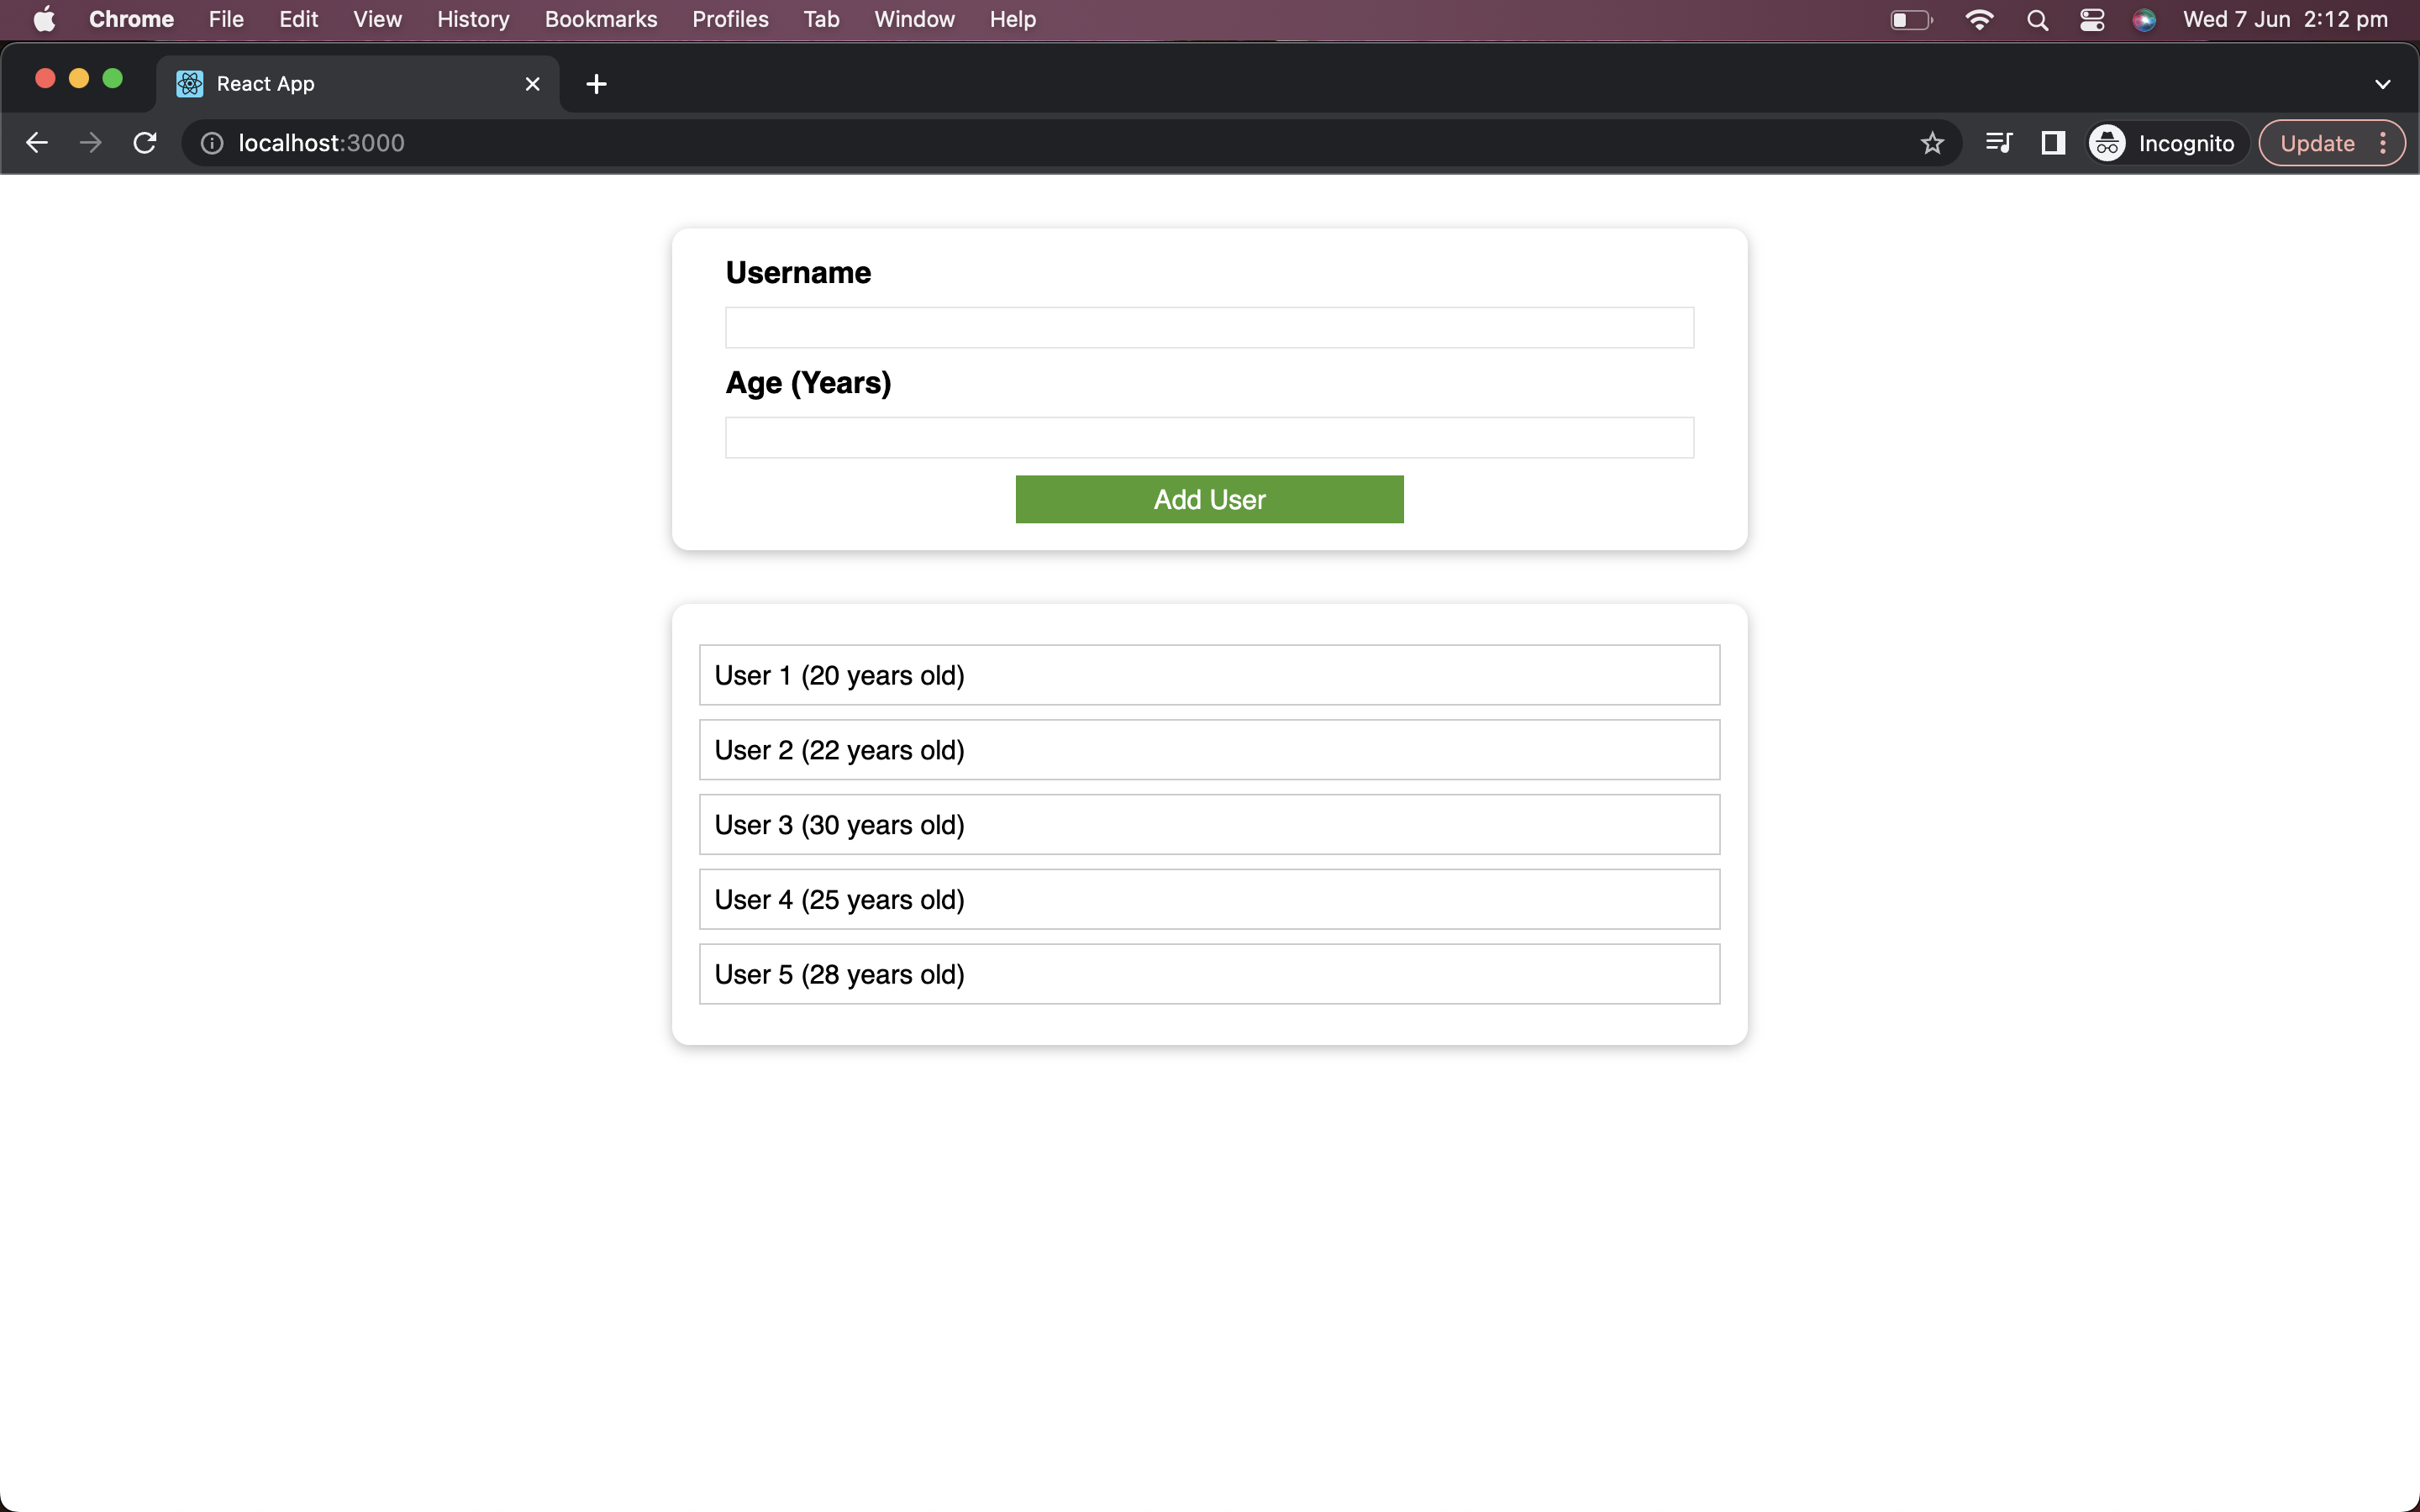 Chrome File Edit View History Bookmarks Profiles Tab Window Help Wed 7 Jun 2:12 pm
React App
localhost:3000 Incognito Update
Username
Age (Years)
Add User
User 1 (20 years old)
User 2 (22 years old)
User 3 (30 years old)
User 4 (25 years old)
User 5 (28 years old)